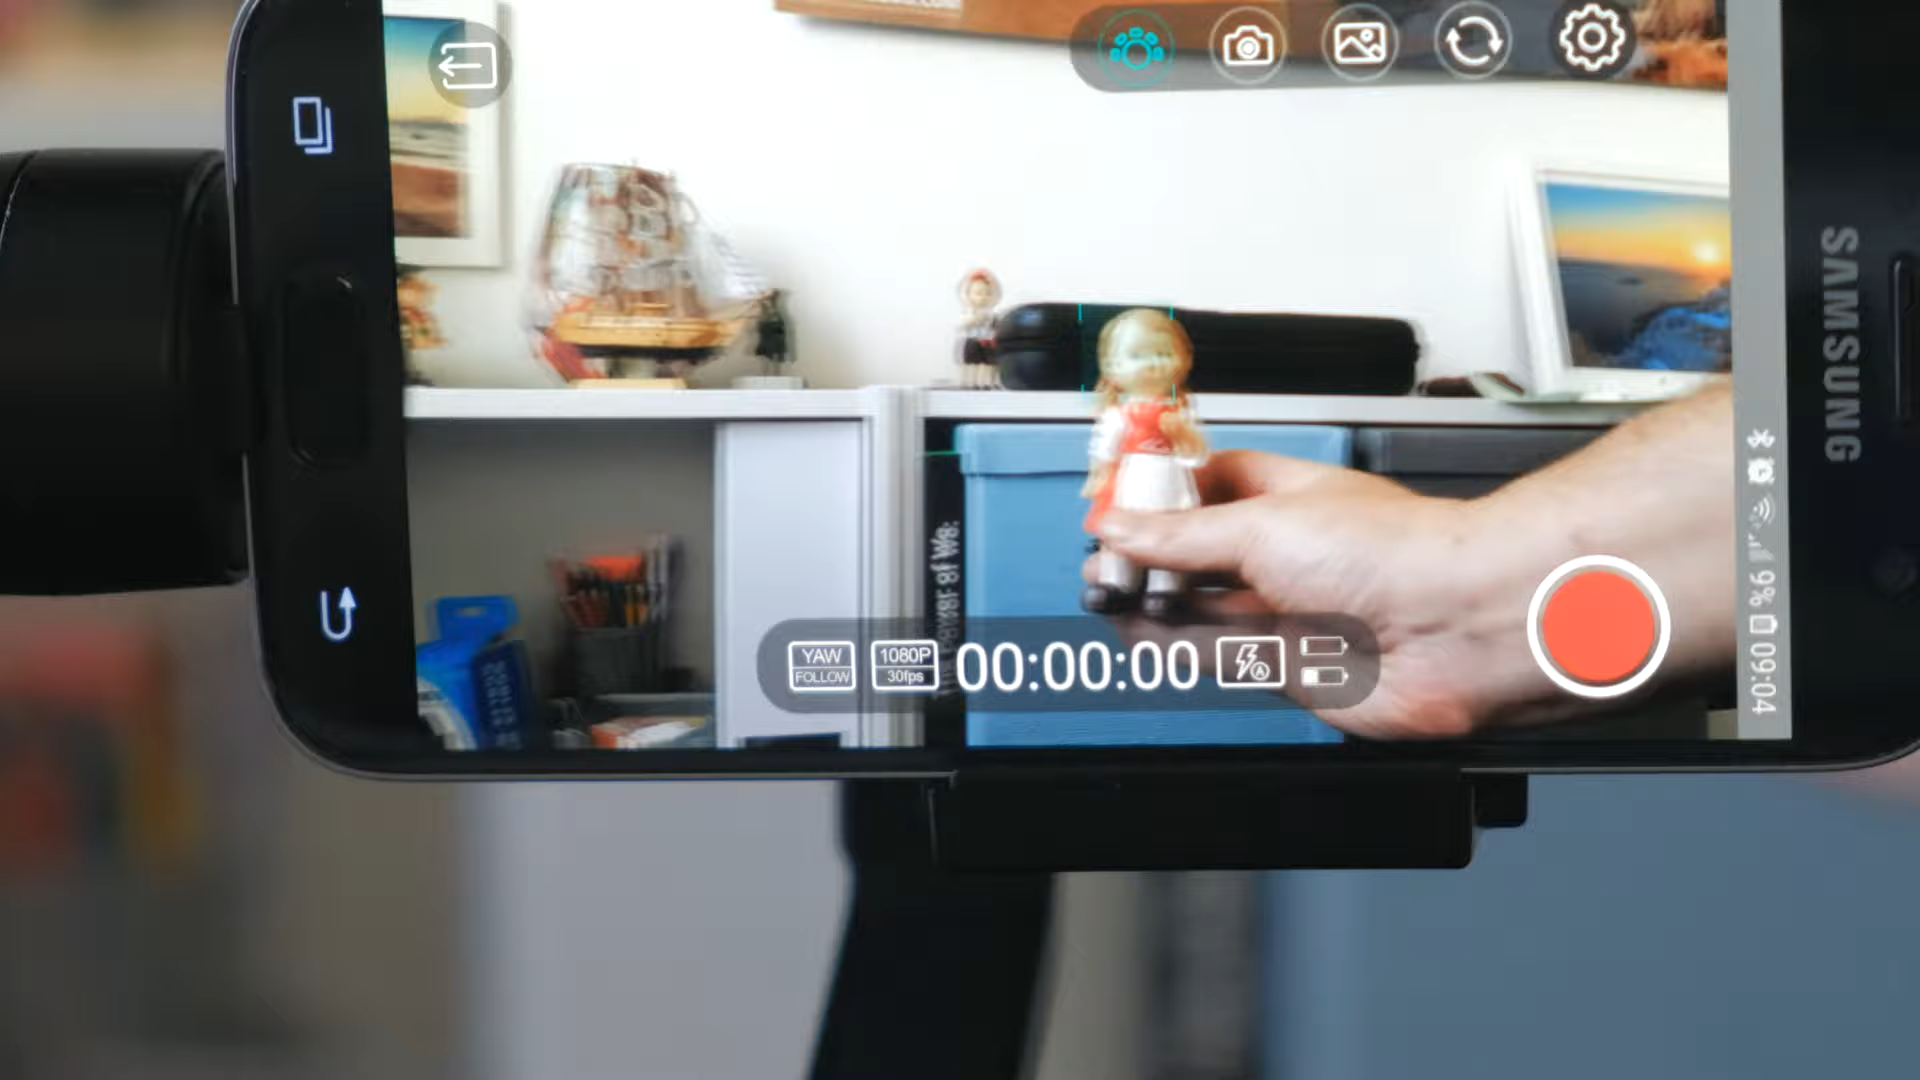 YAW
FOLLOW
1080P
30fps
00:00:00
A
SAMSUNG
9% 09:04